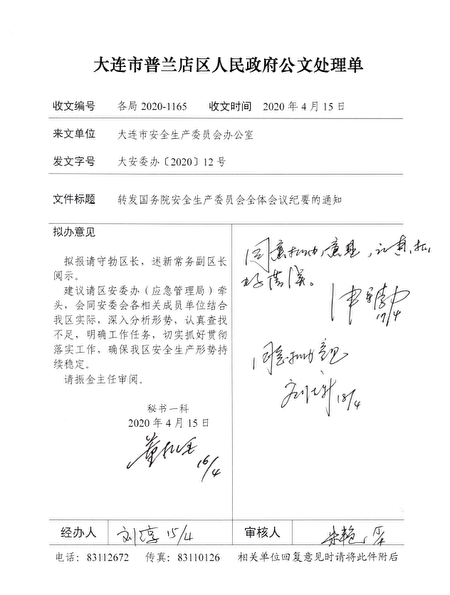 大连市普兰店区人民政府公文处理单
收文编号 各局 2020-1165 收文时间 2020 年 4 月 15 日
来文单位 大连市安全生产委员会办公室
发文字号 大安委办〔2020〕12 号
文件标题 转发国务院安全生产委员会全体会议纪要的通知
拟办意见
拟报请守勃区长、述新常务副区长
阅示。
建议请区安委办（应急管理局）牵
头，会同安委会各相关成员单位结合
我区实际，深入分析形势，认真查找
不足，明确工作任务，切实抓好贯彻
落实工作，确保我区安全生产形势持
续稳定。
请振金主任审阅。
秘书一科
2020 年 4 月 15 日
16/4
同意拟办意见，认真抓
好落实。
17/4
同意拟办意见
18/4
经办人 刘 15/4 审核人
电话：83112672 传真：83110126 相关单位回复意见时请将此件附后